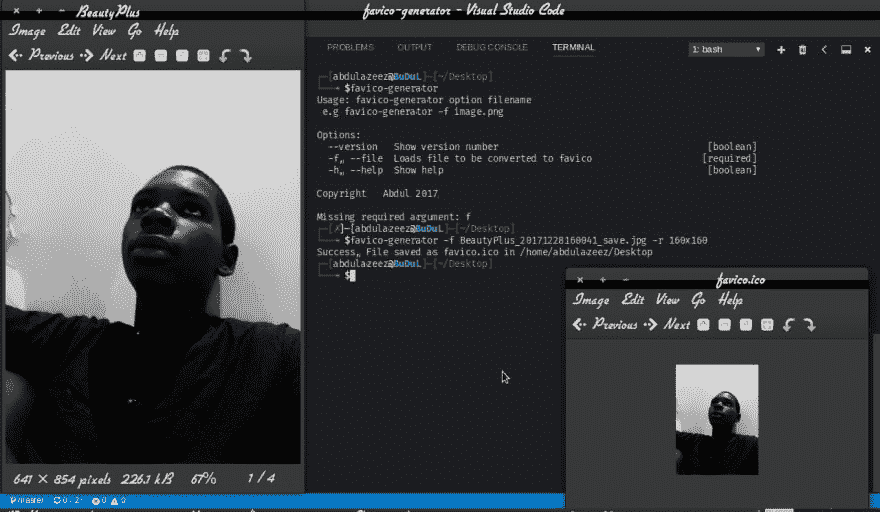 BeautyPlus
Image Edit View Go Help
Previous Next
641 × 854 pixels 226.1 kB 67% 1 / 4
favico-generator - Visual Studio Code
PROBLEMS OUTPUT DEBUG CONSOLE TERMINAL 1: bash
[abdulazeez@BuDuL]-[~/Desktop]
$favico-generator
Usage: favico-generator option filename
e.g favico-generator -f image.png
Options:
--version Show version number [boolean]
-f,, --file Loads file to be converted to favico [required]
-h,, --help Show help [boolean]
Copyright Abdul 2017
Missing required argument: f
[✗]-[abdulazeez@BuDuL]-[~/Desktop]
$favico-generator -f BeautyPlus_20171228160041_save.jpg -r 160x160
Success,, File saved as favico.ico in /home/abdulazeez/Desktop
[abdulazeez@BuDuL]-[~/Desktop]
$
favico.ico
Image Edit View Go Help
Previous Next
master